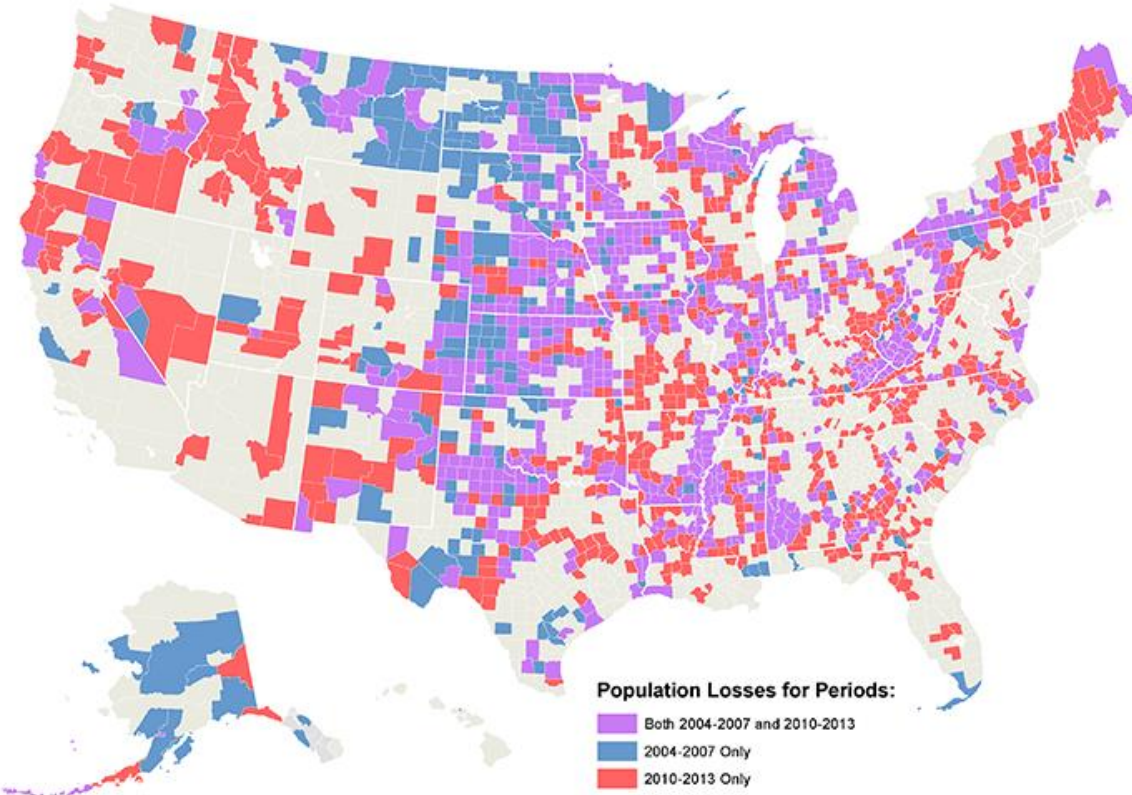 Population Losses for Periods:
Both 2004-2007 and 2010-2013
2004-2007 Only
2010-2013 Only